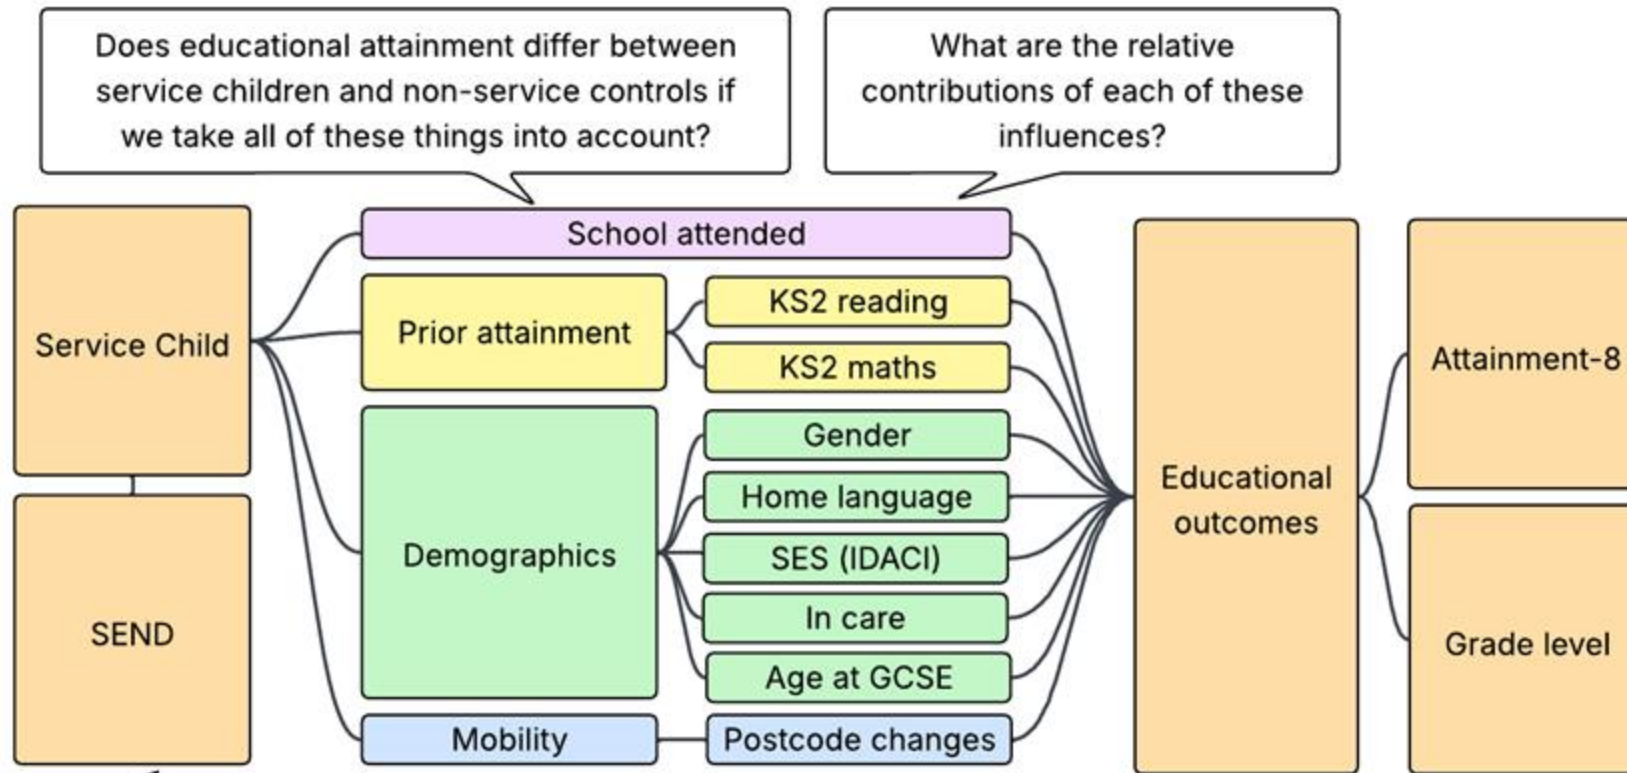 Does educational attainment differ between
service children and non-service controls if
we take all of these things into account?
What are the relative
contributions of each of these
influences?
Service Child
SEND
School attended
Prior attainment
KS2 reading
KS2 maths
Demographics
Gender
Home language
SES (IDACI)
In care
Age at GCSE
Mobility
Postcode changes
Educational
outcomes
Attainment-8
Grade level